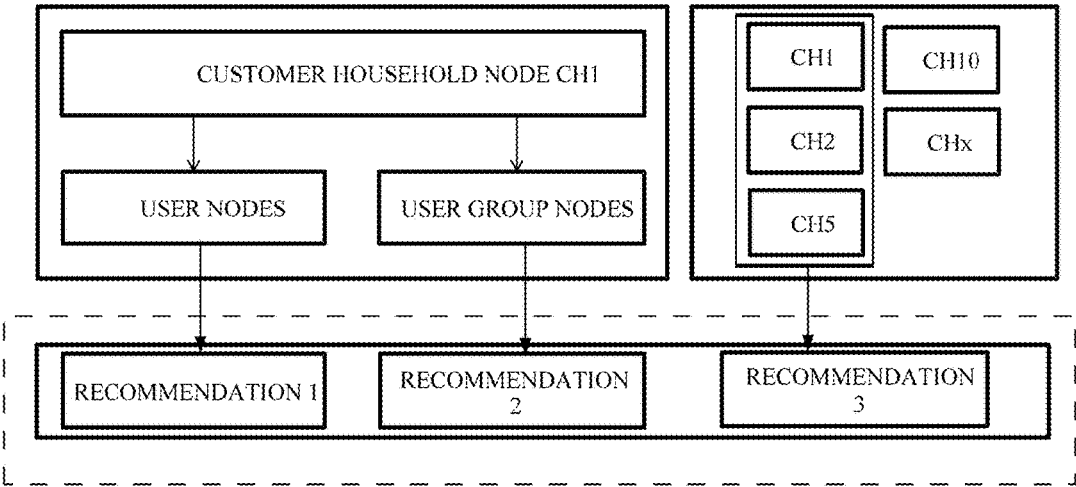 CUSTOMER HOUSEHOLD NODE CH1
USER NODES
USER GROUP NODES
CH1
CH10
CH2
CHx
CH5
RECOMMENDATION 1
RECOMMENDATION
2
RECOMMENDATION
3